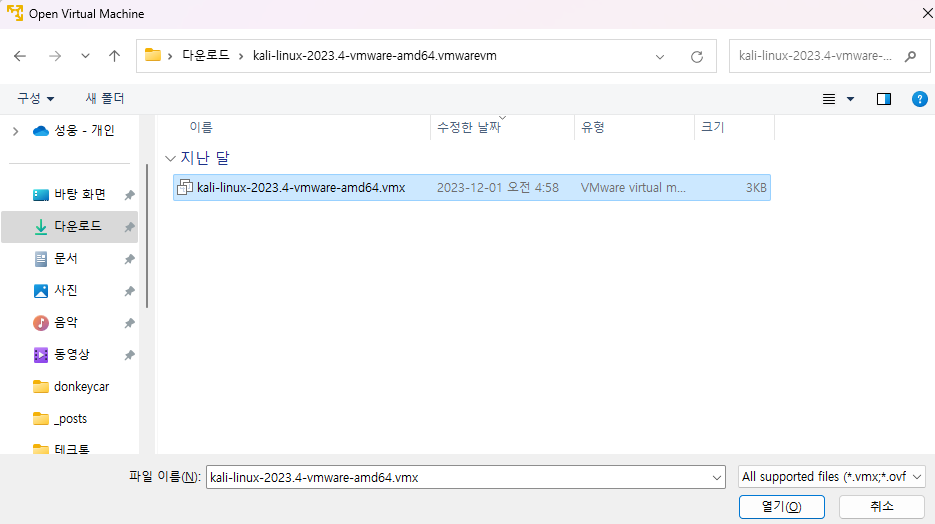 Open Virtual Machine
다운로드 kali-linux-2023.4-vmware-amd64.vmwarevm
kali-linux-2023.4-vmware-...
구성 새 폴더
성웅 - 개인
바탕 화면
다운로드
문서
사진
음악
동영상
donkeycar
_posts
테크톡
이름 수정한 날짜 유형 크기
지난 달
kali-linux-2023.4-vmware-amd64.vmx 2023-12-01 오전 4:58 VMware virtual m... 3KB
파일 이름(N): kali-linux-2023.4-vmware-amd64.vmx All supported files (*.vmx;*.ovf
열기(O) 취소